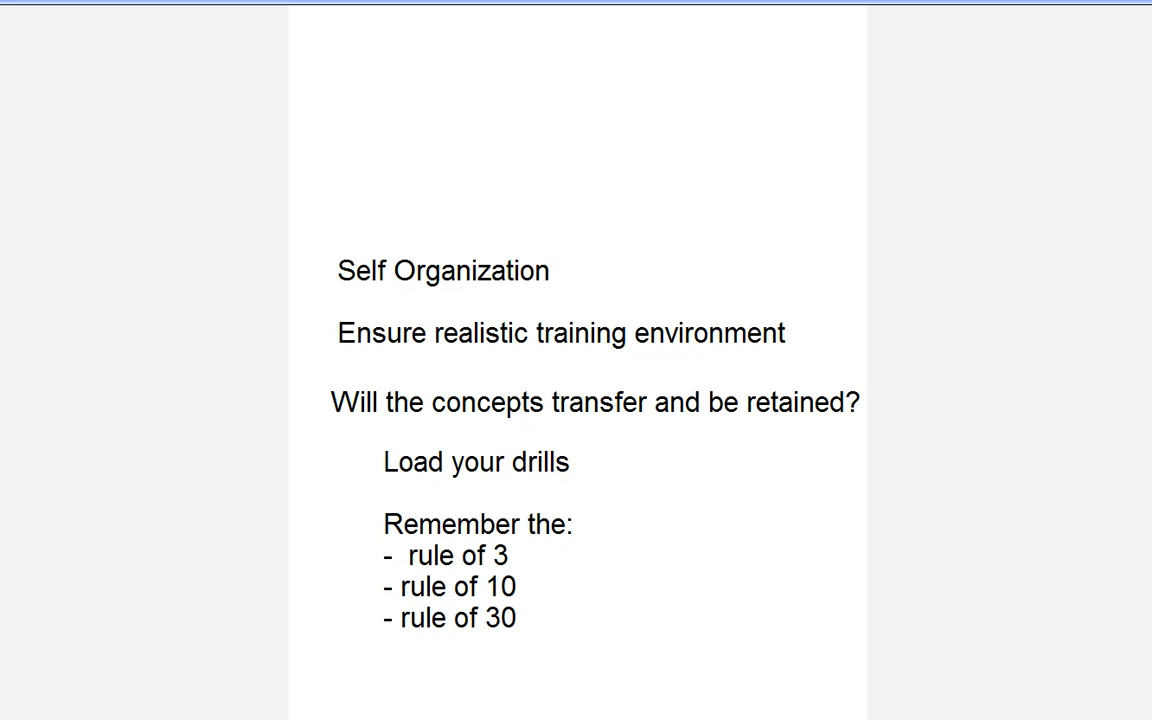 Self Organization
Ensure realistic training environment
Will the concepts transfer and be retained?
Load your drills
Remember the:
-  rule of 3
- rule of 10
- rule of 30